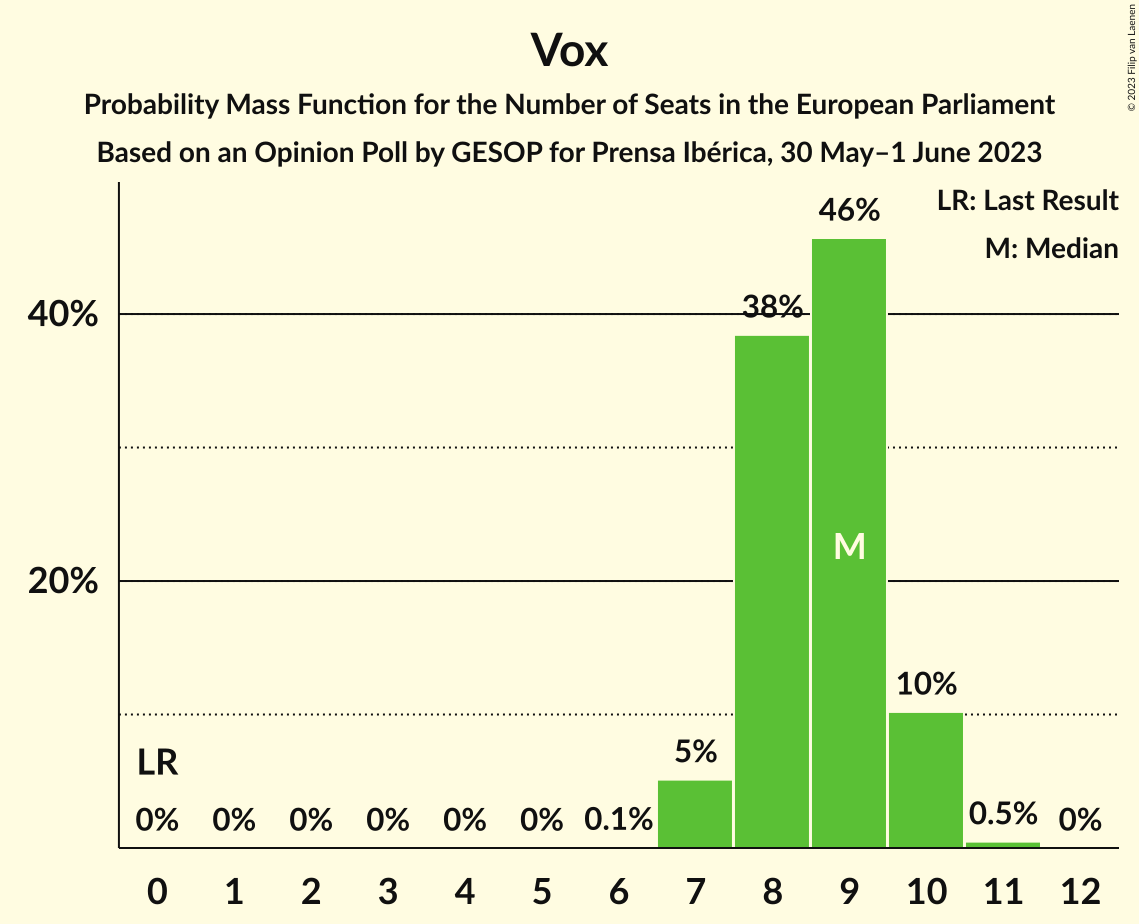 Vox
Probability Mass Function for the Number of Seats in the European Parliament
Based on an Opinion Poll by GESOP for Prensa Ibérica, 30 May–1 June 2023
© 2023 Filip van Laenen
LR: Last Result
M: Median
46%
38%
40%
M
20%
10%
5%
LR
0% 0% 0% 0% 0% 0% 0.1% 0.5% 0%
0 1 2 3 4 5 6 7 8 9 10 11 12